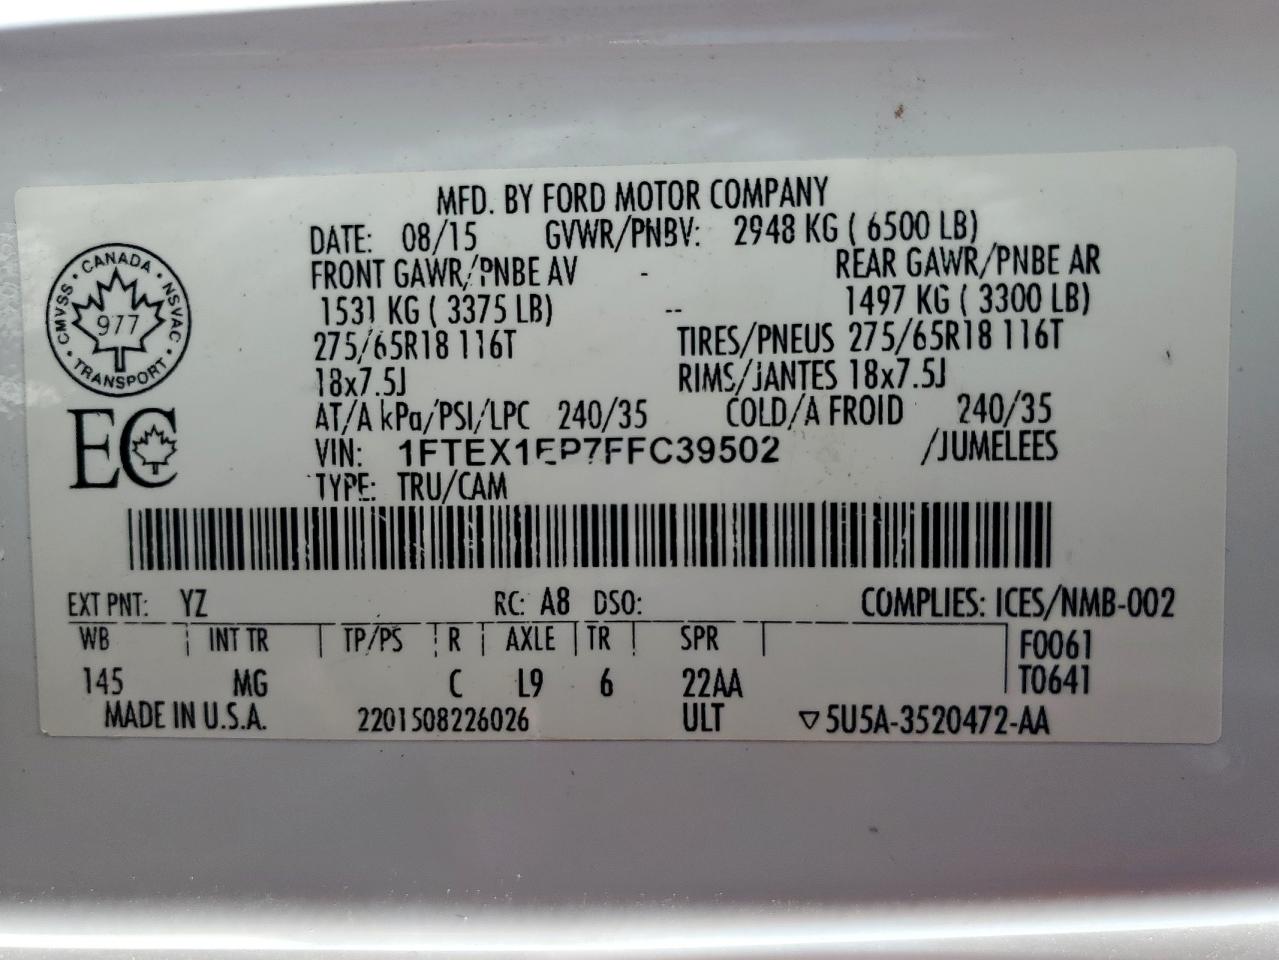 MFD. BY FORD MOTOR COMPANY
DATE: 08/15 GVWR/PNBV: 2948 KG ( 6500 LB)
FRONT GAWR/PNBE AV - REAR GAWR/PNBE AR
1531 KG ( 3375 LB) -- 1497 KG ( 3300 LB)
275/65R18 116T TIRES/PNEUS 275/65R18 116T
18x7.5J RIMS/JANTES 18x7.5J
AT/A kPa/PSI/LPC 240/35 COLD/A FROID 240/35
VIN: 1FTEX1EP7FFC39502 /JUMELEES
TYPE: TRU/CAM
CANADA
CMVSS NSVAC
977
TRANSPORT
EC
EXT PNT: YZ RC: A8 DSO: COMPLIES: ICES/NMB-002
WB | INT TR | TP/PS | R | AXLE | TR | SPR | F0061
145 MG C L9 6 22AA T0641
MADE IN U.S.A. 2201508226026 ULT ▽5U5A-3520472-AA